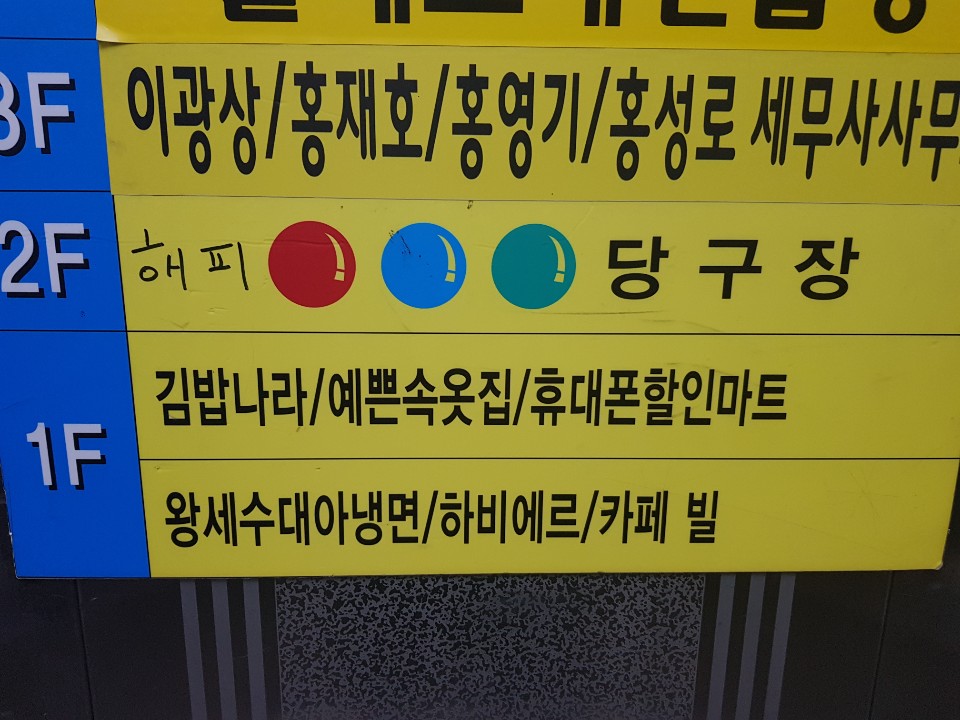 3F 이광상/홍재호/홍영기/홍성로 세무사사무
2F 해피 당구장
1F 김밥나라/예쁜속옷집/휴대폰할인마트
왕세수대아냉면/하비에르/카페 빌